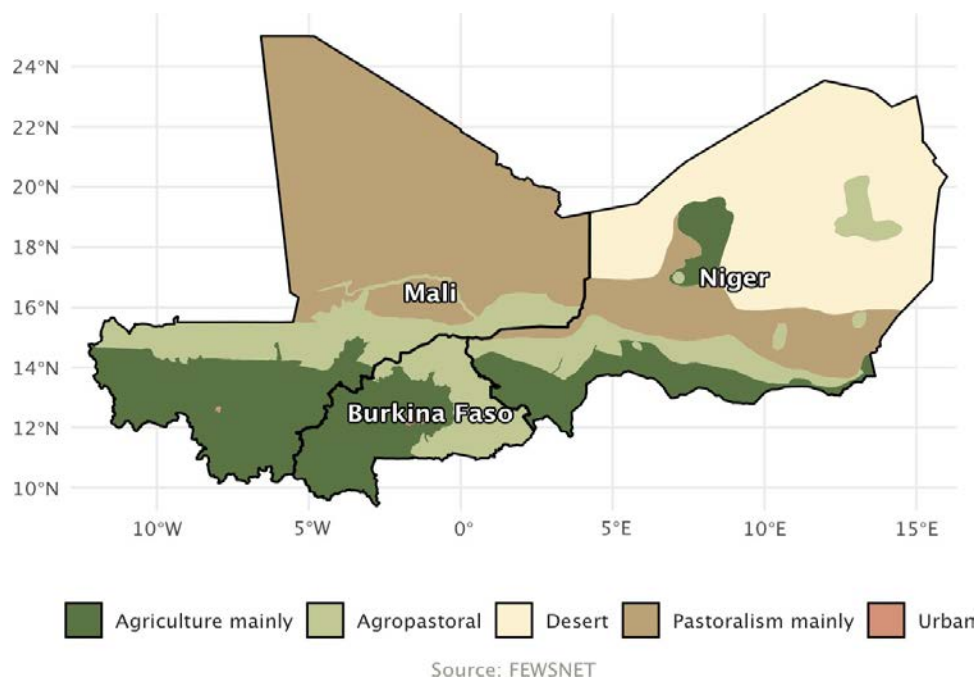 24°N
22°N
20°N
18°N
16°N
14°N
12°N
10°N
Mali
Niger
Burkina Faso
10°W 5°W 0° 5°E 10°E 15°E
Agriculture mainly Agropastoral Desert Pastoralism mainly Urban
Source: FEWSNET